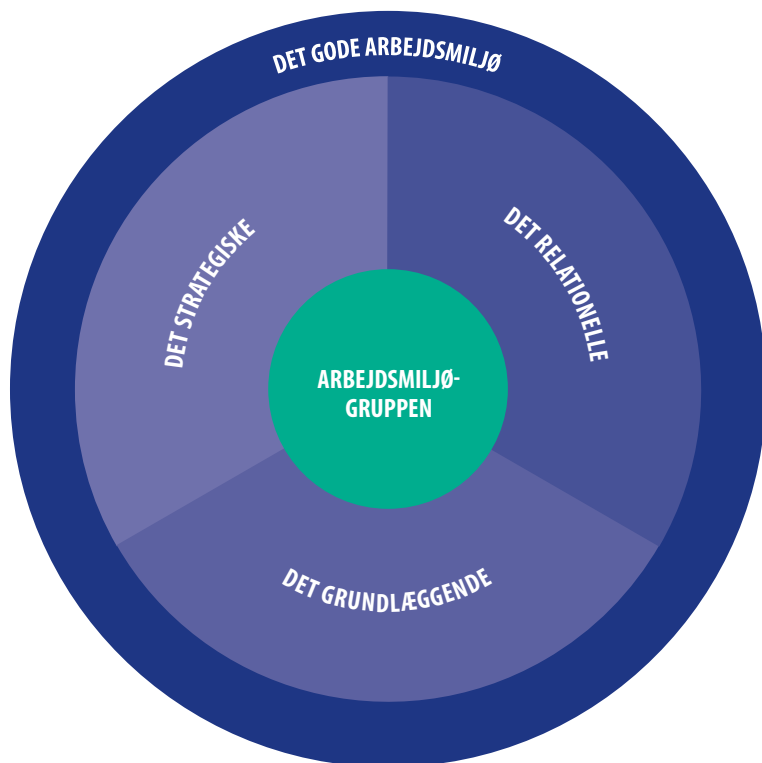 DET GODE ARBEJDSMILJØ
DET STRATEGISKE
DET RELATIONELLE
ARBEJDSMILJØ-
GRUPPEN
DET GRUNDLÆGGENDE